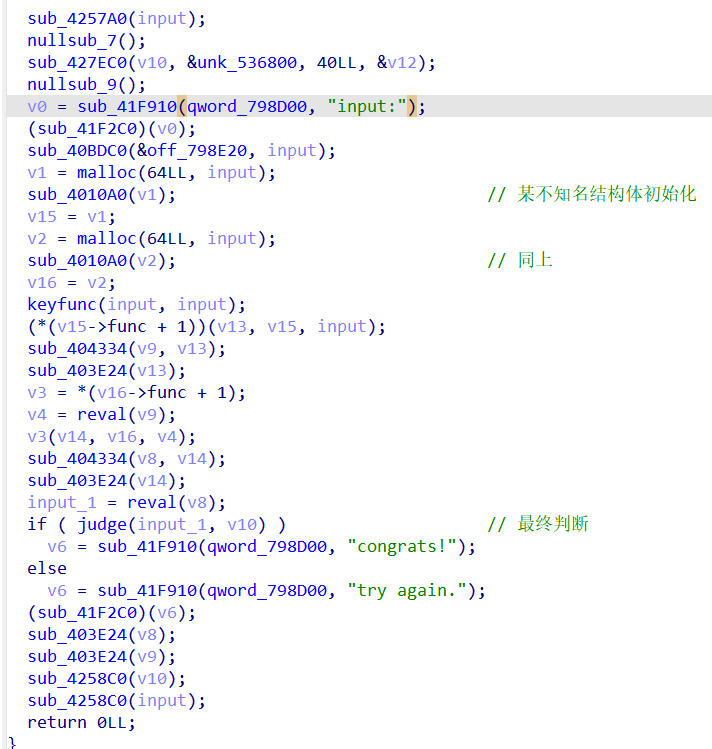 sub_4257A0(input);
nullsub_7();
sub_427EC0(v10, &unk_536800, 40LL, &v12);
nullsub_9();
v0 = sub_41F910(qword_798D00, "input:");
(sub_41F2C0)(v0);
sub_40BDC0(&off_798E20, input);
v1 = malloc(64LL, input);
sub_4010A0(v1); // 某不知名结构体初始化
v15 = v1;
v2 = malloc(64LL, input);
sub_4010A0(v2); // 同上
v16 = v2;
keyfunc(input, input);
(*(v15->func + 1))(v13, v15, input);
sub_404334(v9, v13);
sub_403E24(v13);
v3 = *(v16->func + 1);
v4 = reval(v9);
v3(v14, v16, v4);
sub_404334(v8, v14);
sub_403E24(v14);
input_1 = reval(v8);
if ( judge(input_1, v10) ) // 最终判断
v6 = sub_41F910(qword_798D00, "congrats!");
else
v6 = sub_41F910(qword_798D00, "try again.");
(sub_41F2C0)(v6);
sub_403E24(v8);
sub_403E24(v9);
sub_4258C0(v10);
sub_4258C0(input);
return 0LL;
}